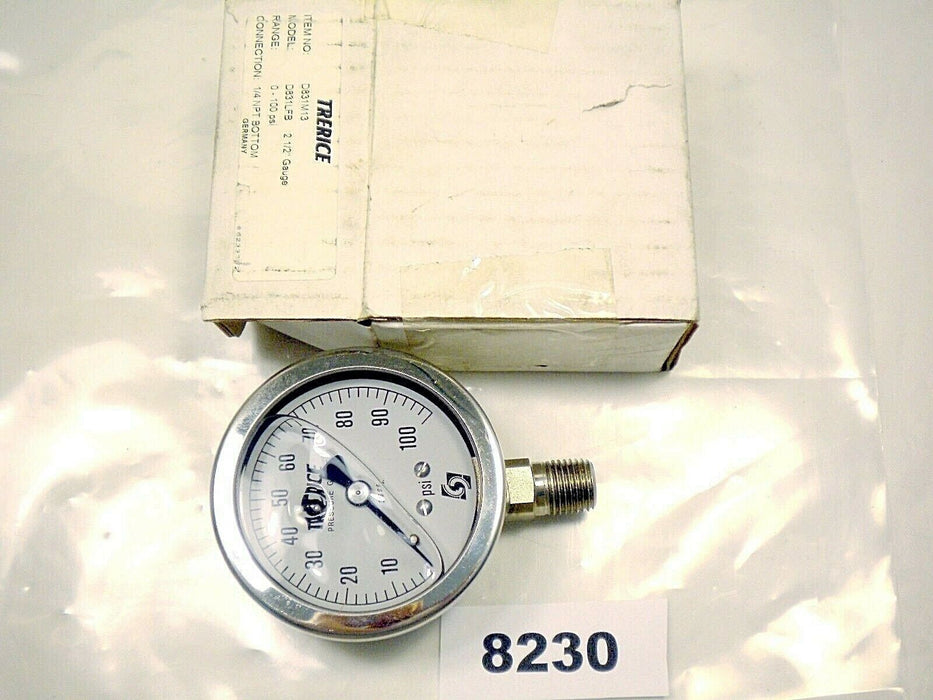 TRERICE
ITEM NO: D831M13
MODEL: D831LFB 2 1/2" Gauge
RANGE: 0 - 100 psi
CONNECTION: 1/4 NPT BOTTOM
GERMANY
10
20
30
40
50
60
70
80
90
100
TRERICE
psi
8230